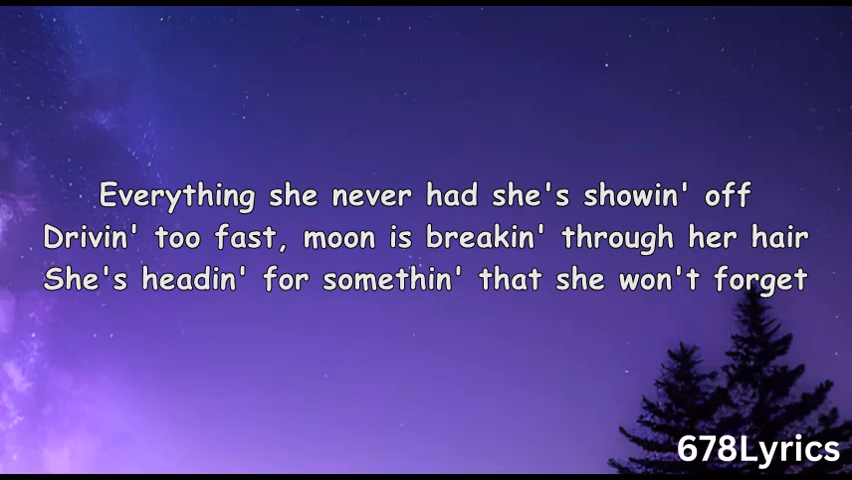 Everything she never had she's showin' off
Drivin' too fast, moon is breakin' through her hair
She's headin' for somethin' that she won't forget
678Lyrics